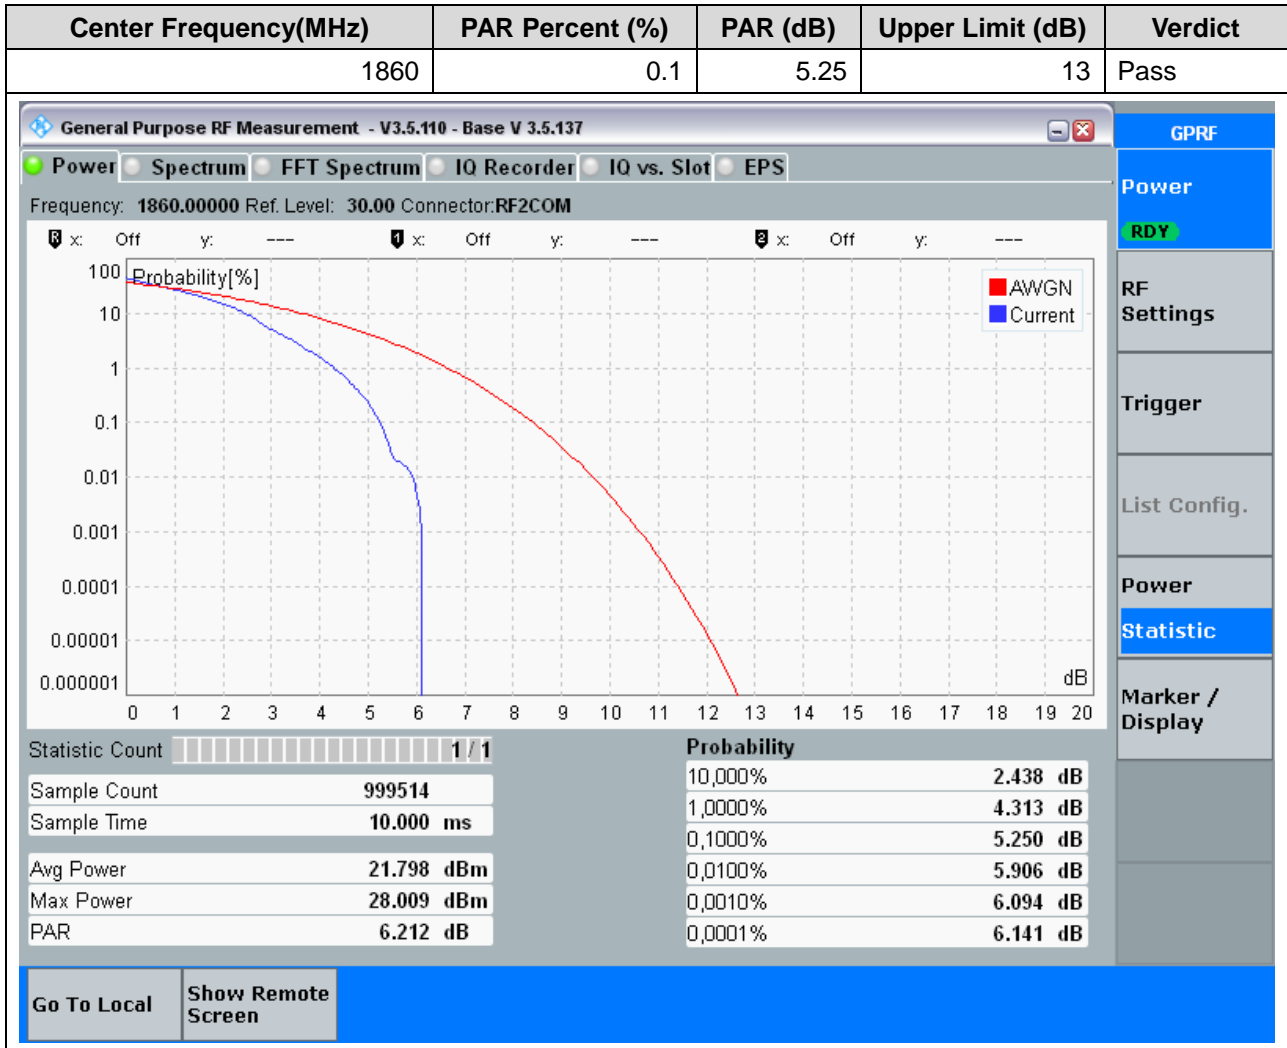 Center Frequency(MHz) PAR Percent (%) PAR (dB) Upper Limit (dB) Verdict
1860 0.1 5.25 13 Pass
General Purpose RF Measurement - V3.5.110 - Base V 3.5.137
GPRF
Power Spectrum FFT Spectrum IQ Recorder IQ vs. Slot EPS
Power
RDY
Frequency: 1860.00000 Ref. Level: 30.00 Connector:RF2COM
R x: Off y: --- 1 x: Off y: --- 2 x: Off y: ---
Probability[%]
AWGN
Current
100
10
1
0.1
0.01
0.001
0.0001
0.00001
0.000001
dB
0 1 2 3 4 5 6 7 8 9 10 11 12 13 14 15 16 17 18 19 20
RF
Settings
Trigger
List Config.
Power
Statistic
Marker /
Display
Statistic Count 1 / 1
Sample Count 999514
Sample Time 10.000 ms
Avg Power 21.798 dBm
Max Power 28.009 dBm
PAR 6.212 dB
Probability
10,000% 2.438 dB
1,0000% 4.313 dB
0,1000% 5.250 dB
0,0100% 5.906 dB
0,0010% 6.094 dB
0,0001% 6.141 dB
Go To Local
Show Remote
Screen